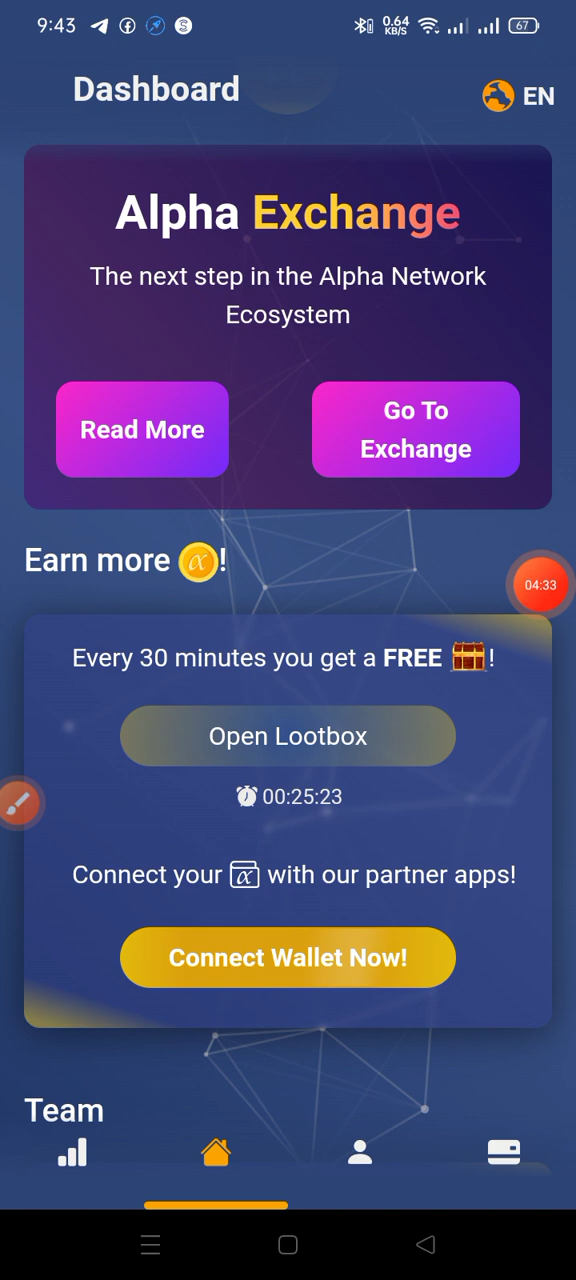 9:43
0.64
KB/S
67
Dashboard
EN
Alpha Exchange
The next step in the Alpha Network
Ecosystem
Read More
Go To
Exchange
Earn more !
04:33
Every 30 minutes you get a FREE !
Open Lootbox
00:25:23
Connect your with our partner apps!
Connect Wallet Now!
Team